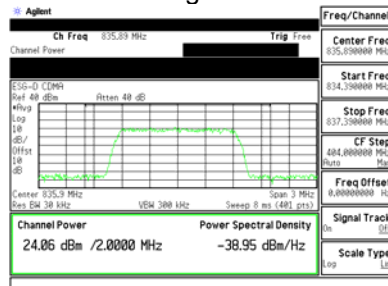 Agilent
Freq/Channel
Ch Freq 835.89 MHz Trig Free
Channel Power
Center Freq
835.890000 MHz
Start Freq
834.390000 MHz
Stop Freq
837.390000 MHz
CF Step
404.000000 MHz
Auto Ma
Freq Offset
0.00000000 Hz
Signal Track
On Off
Scale Type
Log
ESG-D CDMA
Ref 40 dBm Atten 40 dB
#Avg
Log
10
dB/
Offst
10
dB
Center 835.9 MHz Span 3 MHz
Res BW 30 kHz VBW 300 kHz Sweep 8 ms (401 pts)
Channel Power Power Spectral Density
24.06 dBm /2.0000 MHz -38.95 dBm/Hz